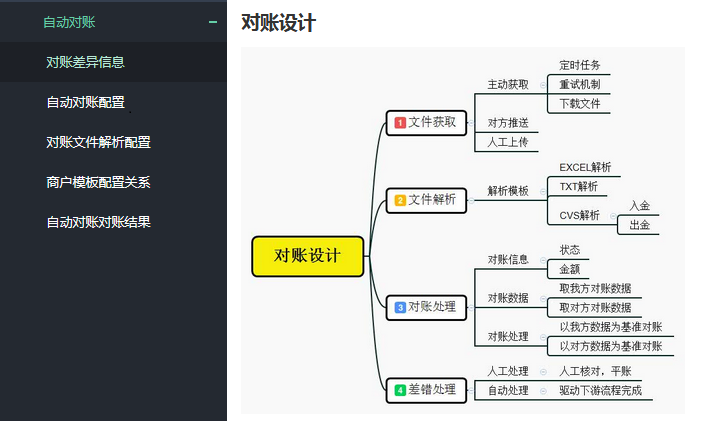 自动对账
对账差异信息
自动对账配置
对账文件解析配置
商户模板配置关系
自动对账对账结果
对账设计
对账设计
1 文件获取
主动获取
定时任务
重试机制
下载文件
对方推送
人工上传
2 文件解析
解析模板
EXCEL解析
TXT解析
CVS解析
入金
出金
3 对账处理
对账信息
状态
金额
对账数据
取我方对账数据
取对方对账数据
对账处理
以我方数据为基准对账
以对方数据为基准对账
4 差错处理
人工处理
人工核对，平账
自动处理
驱动下游流程完成